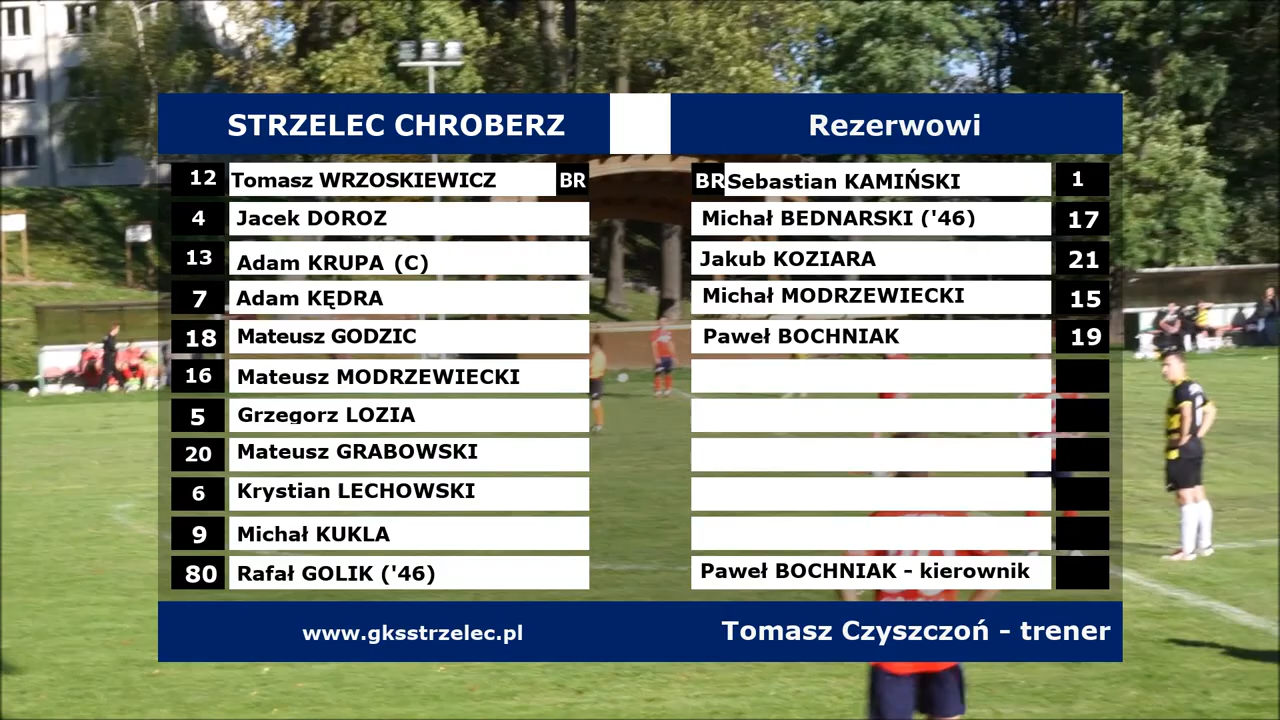 STRZELEC CHROBERZ
12 Tomasz WRZOSKIEWICZ BR
4 Jacek DOROZ
13 Adam KRUPA (C)
7 Adam KĘDRA
18 Mateusz GODZIC
16 Mateusz MODRZEWIECKI
5 Grzegorz LOZIA
20 Mateusz GRABOWSKI
6 Krystian LECHOWSKI
9 Michał KUKLA
80 Rafał GOLIK ('46)
www.gksstrzelec.pl
Rezerwowi
BR Sebastian KAMIŃSKI 1
Michał BEDNARSKI ('46) 17
Jakub KOZIARA 21
Michał MODRZEWIECKI 15
Paweł BOCHNIAK 19
Paweł BOCHNIAK - kierownik
Tomasz Czyszczoń - trener